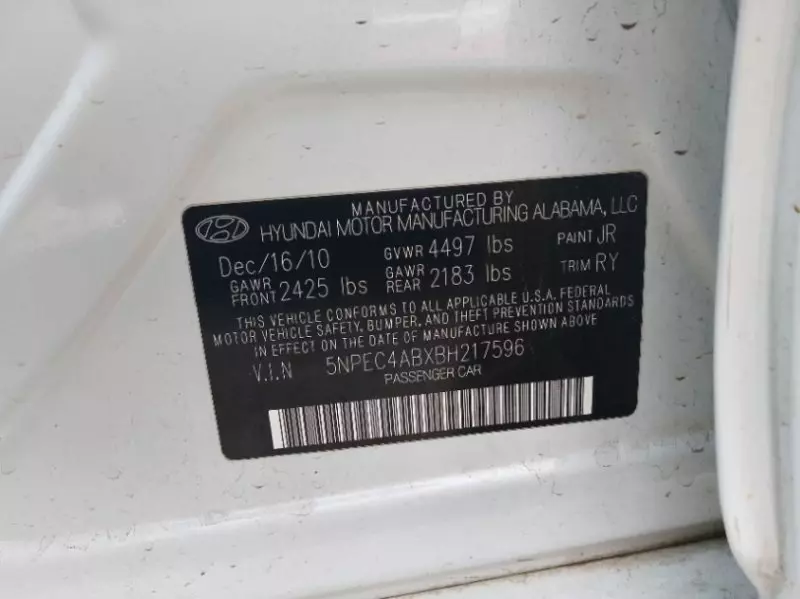 MANUFACTURED BY
HYUNDAI MOTOR MANUFACTURING ALABAMA, LLC
Dec/16/10 GVWR 4497 lbs PAINT JR
GAWR FRONT 2425 lbs GAWR REAR 2183 lbs TRIM RY
THIS VEHICLE CONFORMS TO ALL APPLICABLE U.S.A. FEDERAL
MOTOR VEHICLE SAFETY, BUMPER, AND THEFT PREVENTION STANDARDS
IN EFFECT ON THE DATE OF MANUFACTURE SHOWN ABOVE
V.I.N 5NPEC4ABXBH217596
PASSENGER CAR